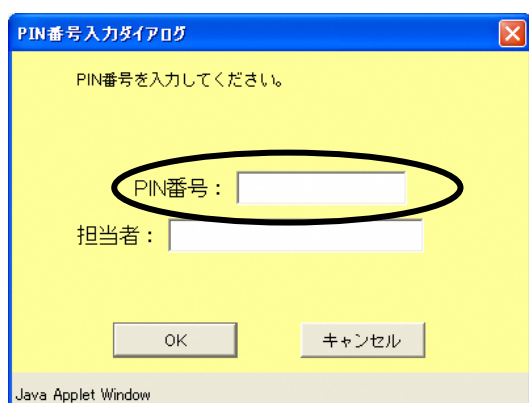 PIN番号入力ダイアログ
PIN番号を入力してください。
PIN番号：
担当者：
OK キャンセル
Java Applet Window